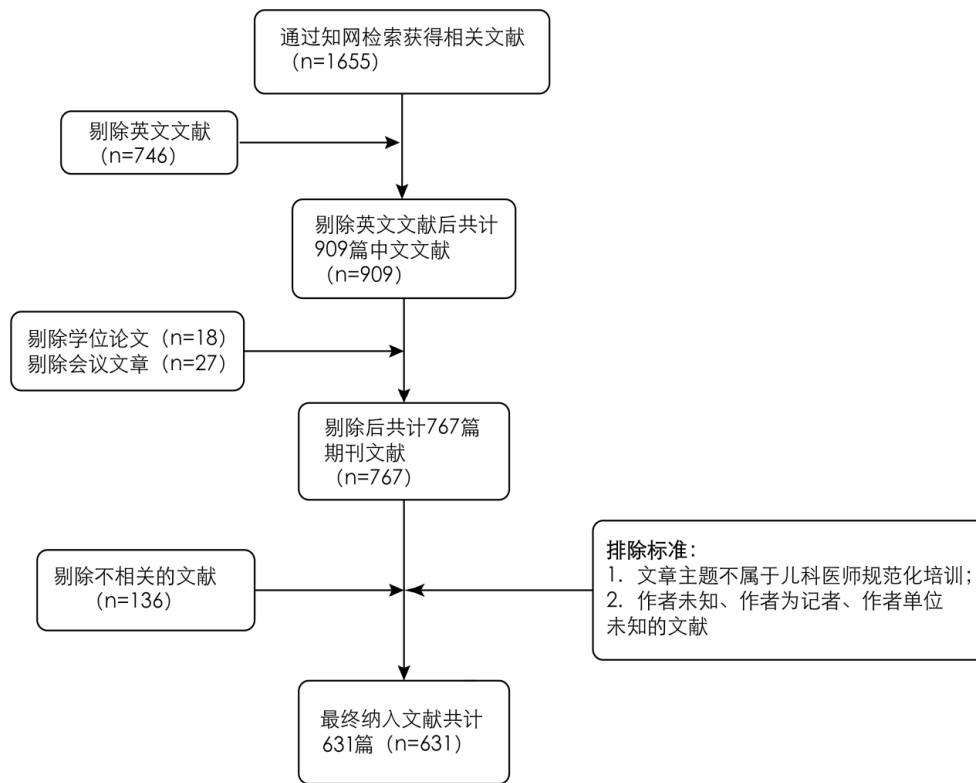 通过知网检索获得相关文献
（n=1655）
剔除英文文献
（n=746）
剔除英文文献后共计
909篇中文文献
（n=909）
剔除学位论文（n=18）
剔除会议文章（n=27）
剔除后共计767篇
期刊文献
（n=767）
剔除不相关的文献
（n=136）
排除标准：
1. 文章主题不属于儿科医师规范化培训；
2. 作者未知、作者为记者、作者单位
未知的文献
最终纳入文献共计
631篇（n=631）